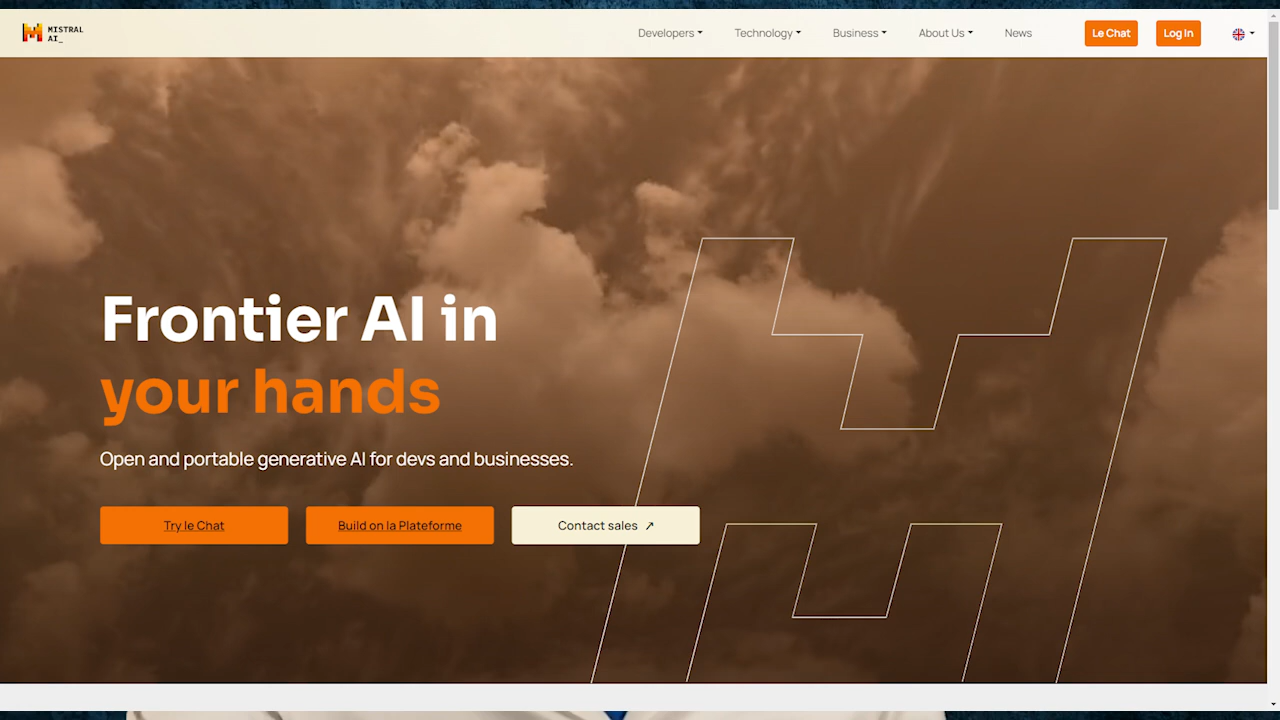 MISTRAL
AI_
Developers
Technology
Business
About Us
News
Le Chat
Log In
Frontier AI in
your hands
Open and portable generative AI for devs and businesses.
Try le Chat
Build on la Plateforme
Contact sales ↗